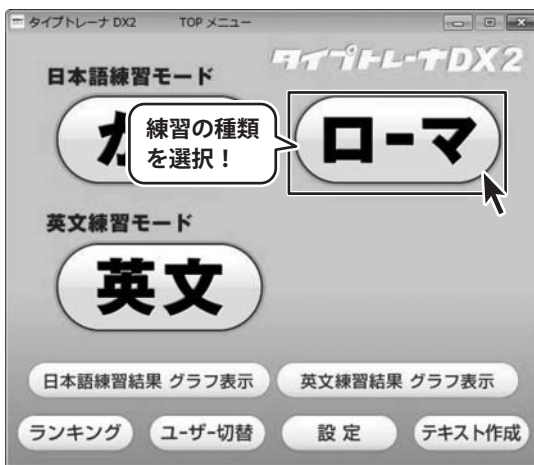 タイプトレーナ DX2 TOP メニュー
タイプトレーナDX2
日本語練習モード
練習の種類
を選択！
ローマ
英文練習モード
英文
日本語練習結果 グラフ表示 英文練習結果 グラフ表示
ランキング ユーザー切替 設定 テキスト作成